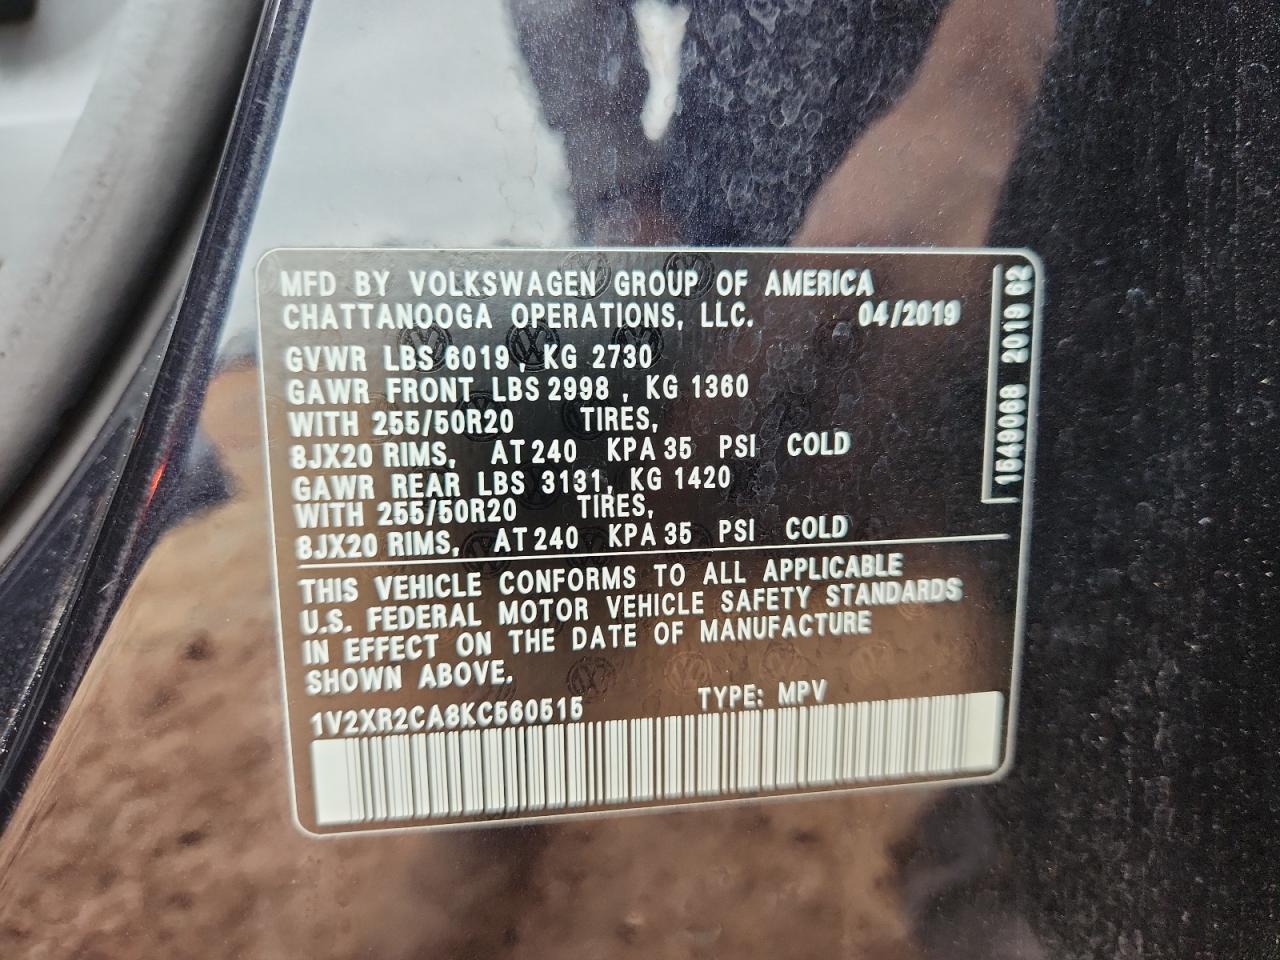 MFD BY VOLKSWAGEN GROUP OF AMERICA
CHATTANOOGA OPERATIONS, LLC. 04/2019
GVWR LBS 6019, KG 2730
GAWR FRONT LBS 2998 , KG 1360
WITH 255/50R20 TIRES,
8JX20 RIMS, AT 240 KPA 35 PSI COLD
GAWR REAR LBS 3131, KG 1420
WITH 255/50R20 TIRES,
8JX20 RIMS, AT 240 KPA 35 PSI COLD
THIS VEHICLE CONFORMS TO ALL APPLICABLE
U.S. FEDERAL MOTOR VEHICLE SAFETY STANDARDS
IN EFFECT ON THE DATE OF MANUFACTURE
SHOWN ABOVE.
1V2XR2CA8KC560515 TYPE: MPV
1549068 2019 62